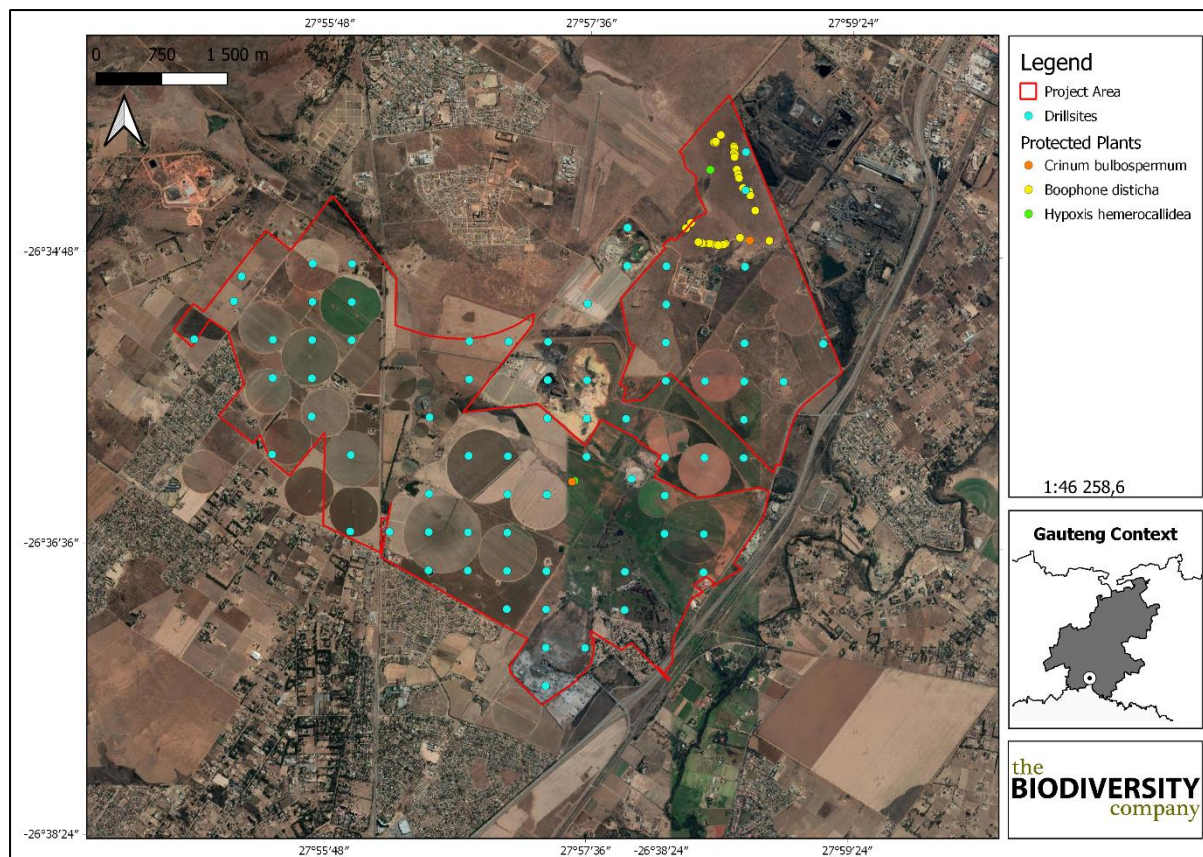 27°55′48″ 27°57′36″ 27°59′24″
0 750 1 500 m
-26°34′48″
-26°36′36″
-26°38′24″
27°55′48″ 27°57′36″ -26°38′24″ 27°59′24″
Legend
Project Area
Drillsites
Protected Plants
Crinum bulbospermum
Boophone disticha
Hypoxis hemerocallidea
1:46 258,6
Gauteng Context
the
BIODIVERSITY
company